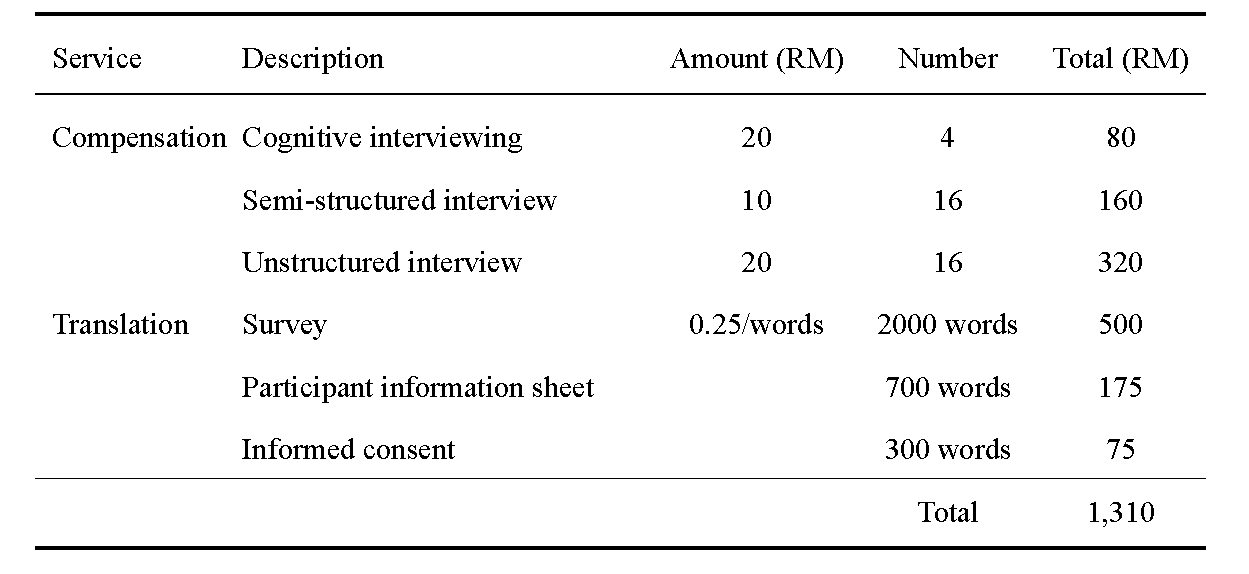 Service Description Amount (RM) Number Total (RM)
Compensation Cognitive interviewing 20 4 80
Semi-structured interview 10 16 160
Unstructured interview 20 16 320
Translation Survey 0.25/words 2000 words 500
Participant information sheet 700 words 175
Informed consent 300 words 75
Total 1,310